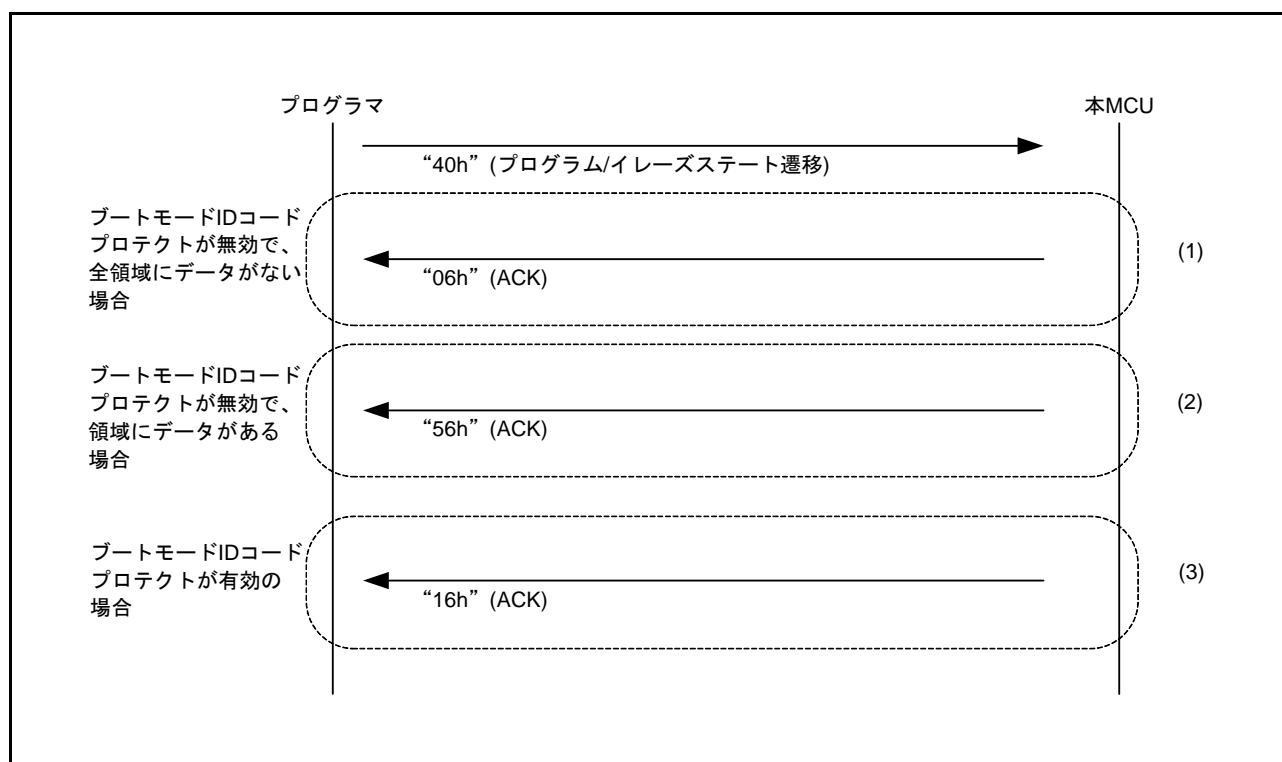 プログラマ
本MCU
“40h” (プログラム/イレーズステート遷移)
ブートモードIDコード
プロテクトが無効で、
全領域にデータがない
場合
“06h” (ACK)
(1)
ブートモードIDコード
プロテクトが無効で、
領域にデータがある
場合
“56h” (ACK)
(2)
ブートモードIDコード
プロテクトが有効の
場合
“16h” (ACK)
(3)